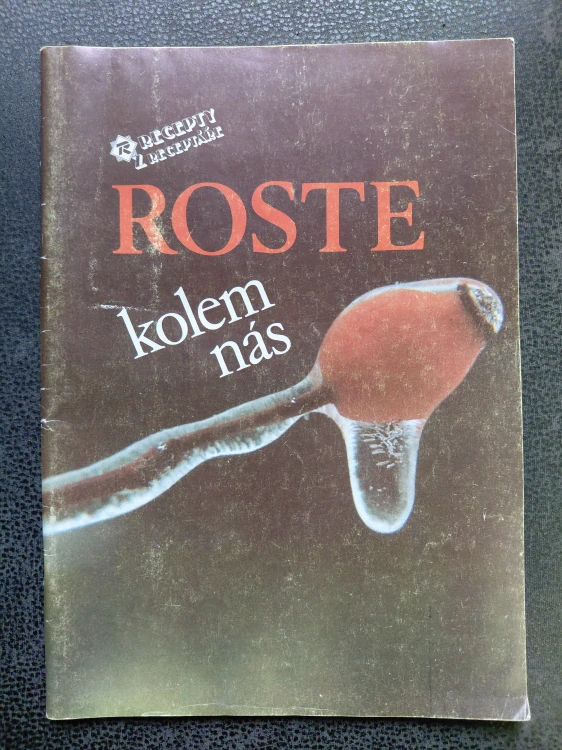 R RECEPTY
Z RECEPTÁŘE
ROSTE
kolem
nás